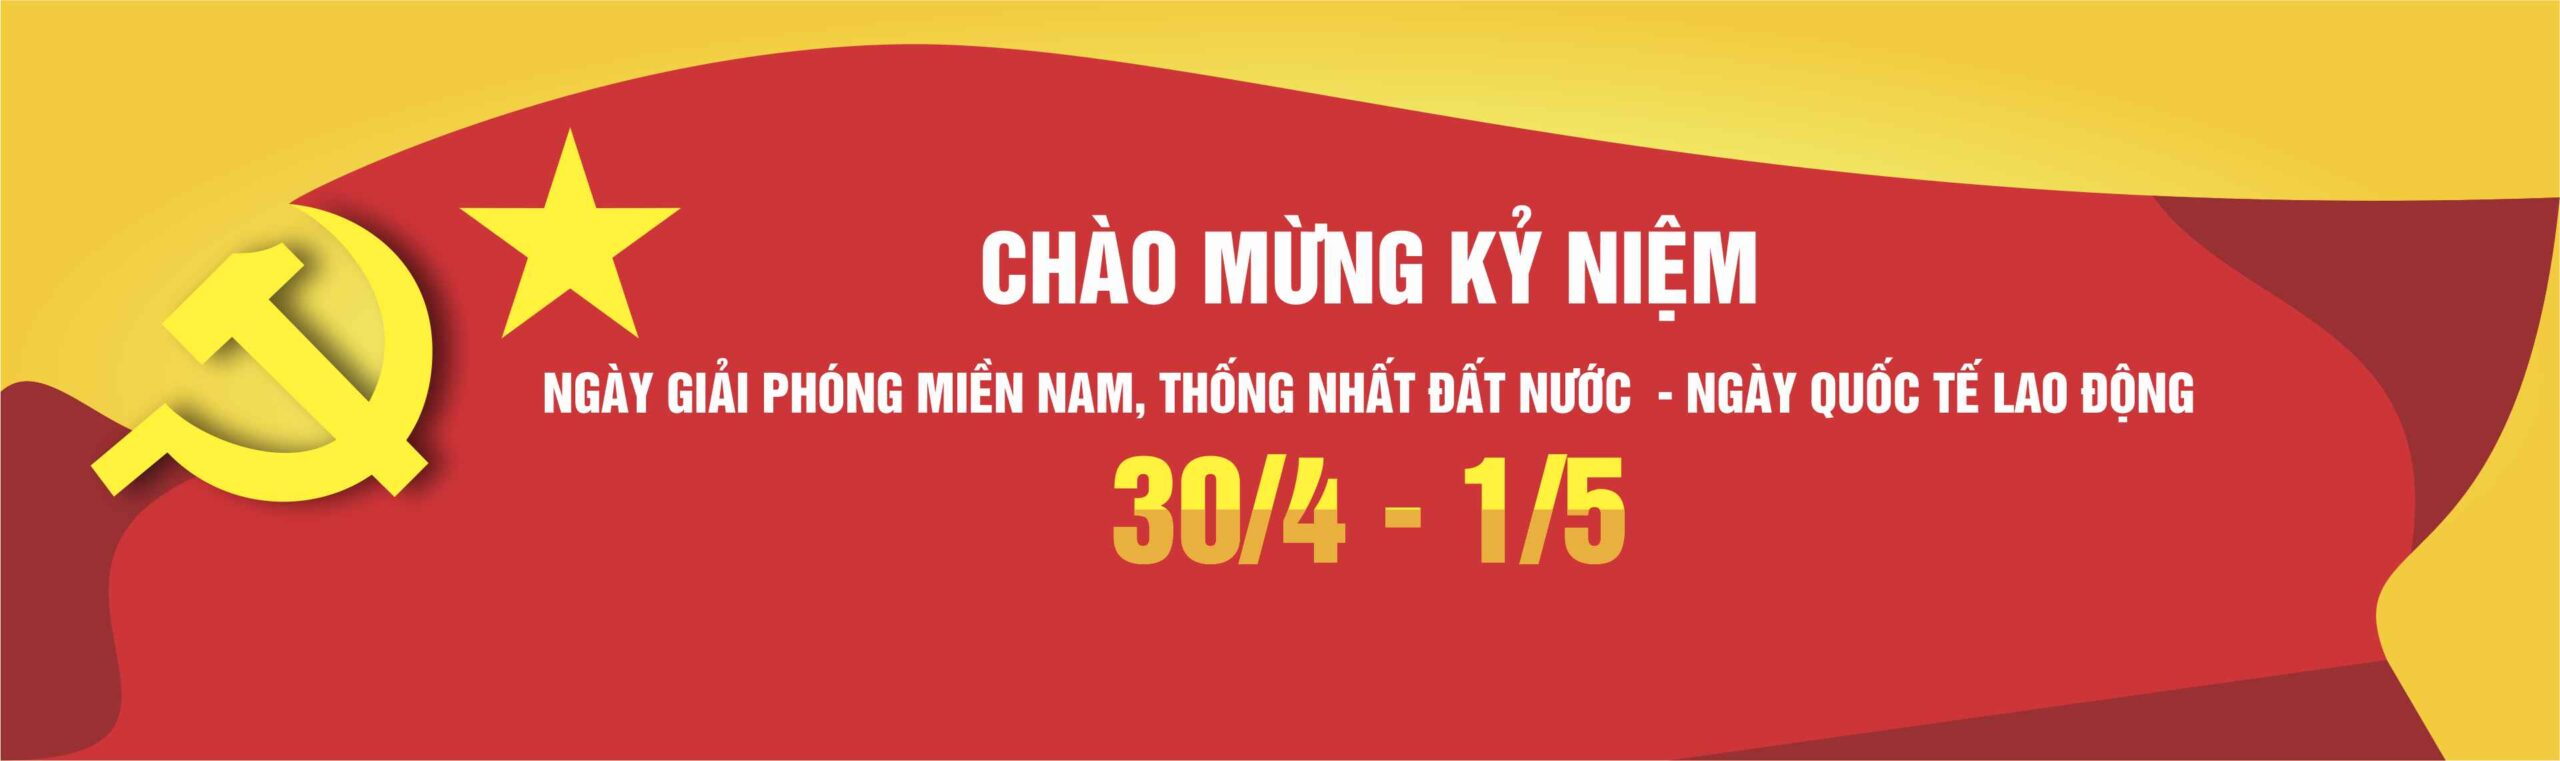 CHÀO MỪNG KỶ NIỆM
NGÀY GIẢI PHÓNG MIỀN NAM, THỐNG NHẤT ĐẤT NƯỚC - NGÀY QUỐC TẾ LAO ĐỘNG
30/4 - 1/5